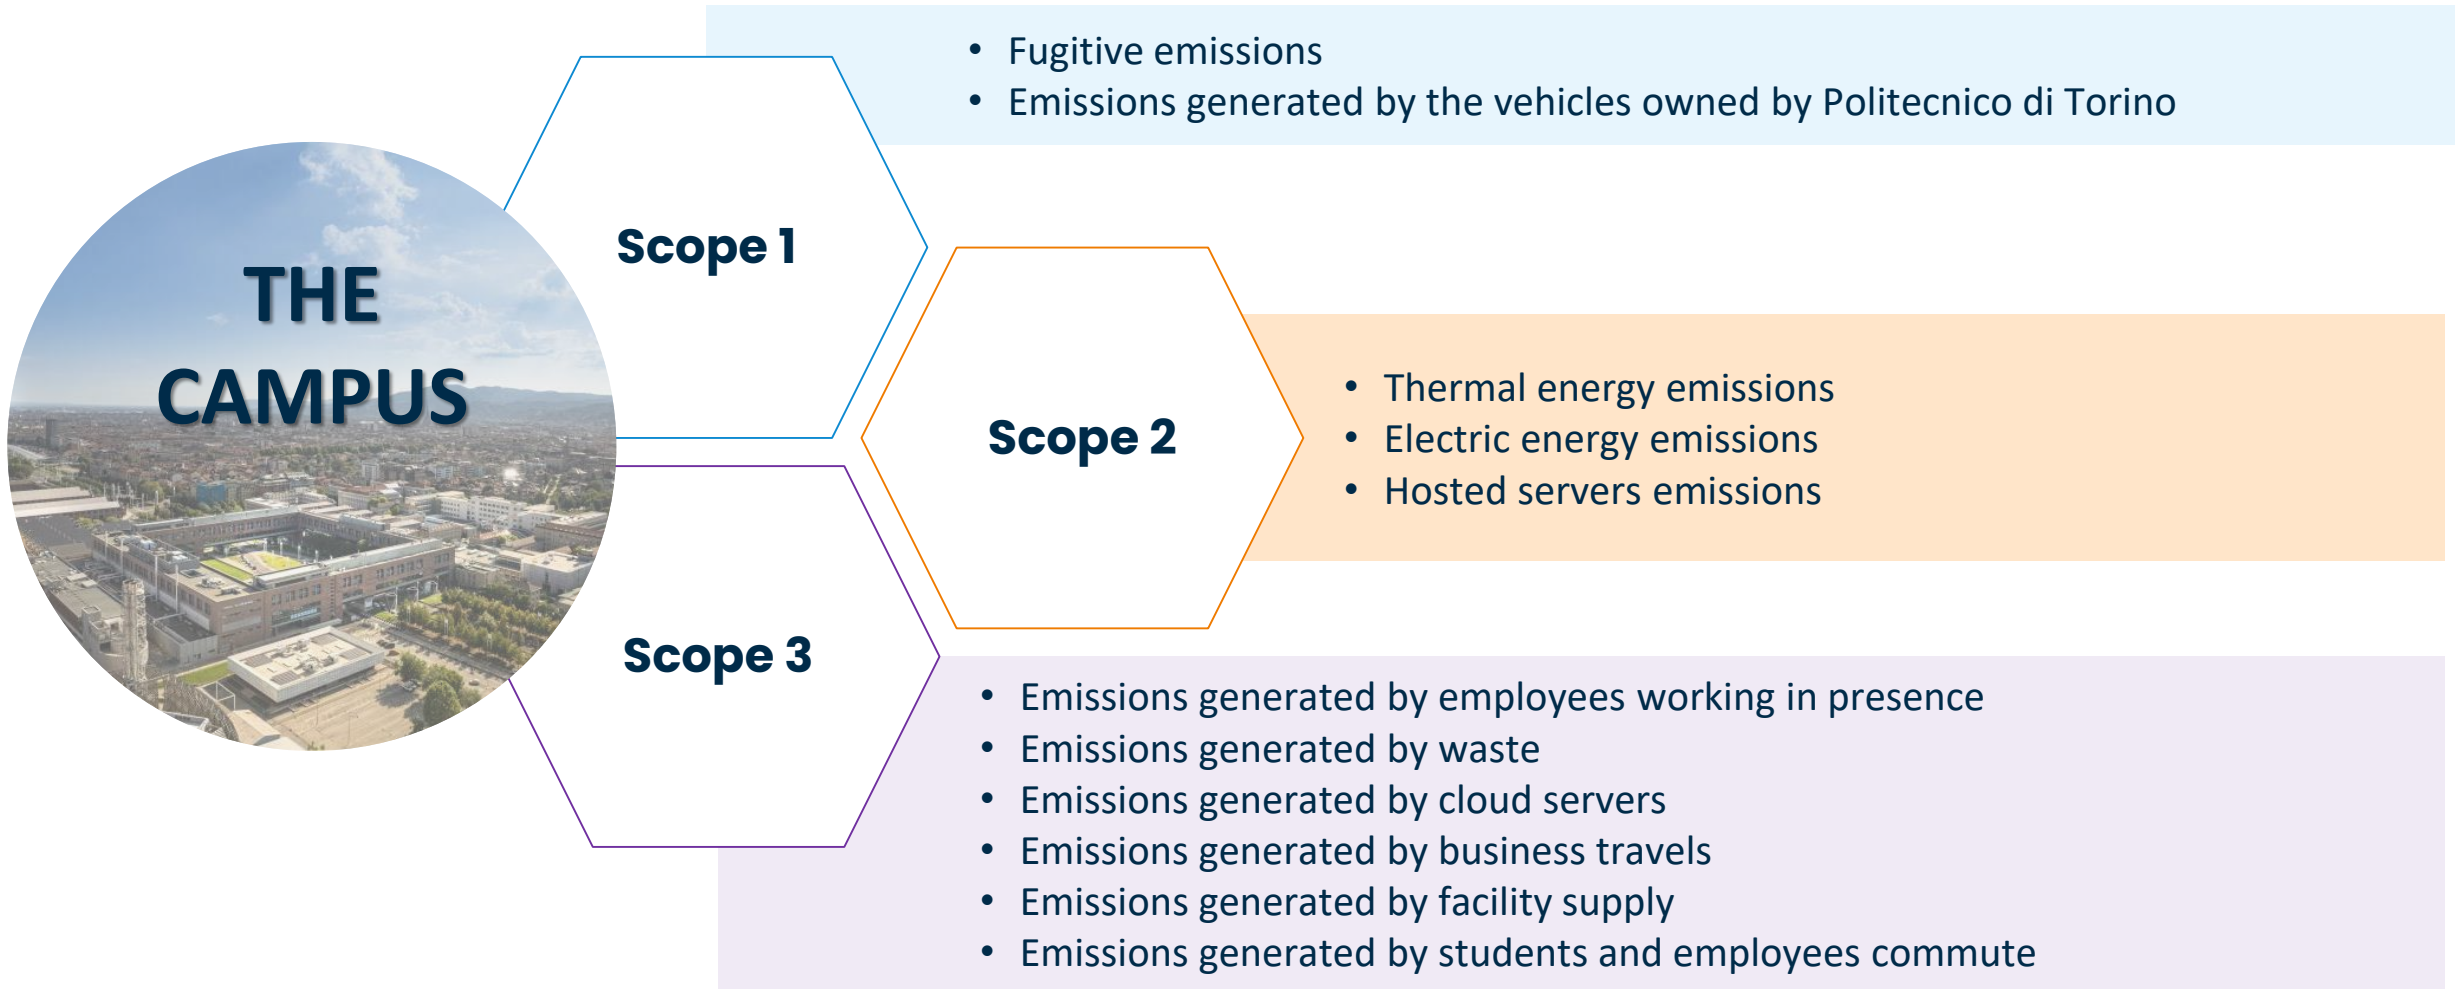 • Fugitive emissions
• Emissions generated by the vehicles owned by Politecnico di Torino
Scope 1
THE
CAMPUS
Scope 2
• Thermal energy emissions
• Electric energy emissions
• Hosted servers emissions
Scope 3
• Emissions generated by employees working in presence
• Emissions generated by waste
• Emissions generated by cloud servers
• Emissions generated by business travels
• Emissions generated by facility supply
• Emissions generated by students and employees commute